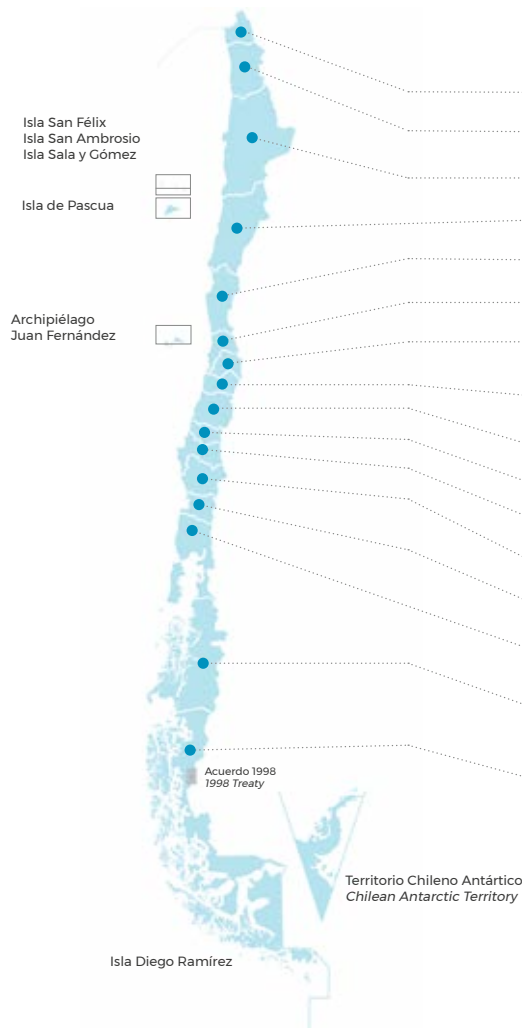 Isla San Félix
Isla San Ambrosio
Isla Sala y Gómez
Isla de Pascua
Archipiélago
Juan Fernández
Acuerdo 1998
1998 Treaty
Territorio Chileno Antártico
Chilean Antarctic Territory
Isla Diego Ramírez